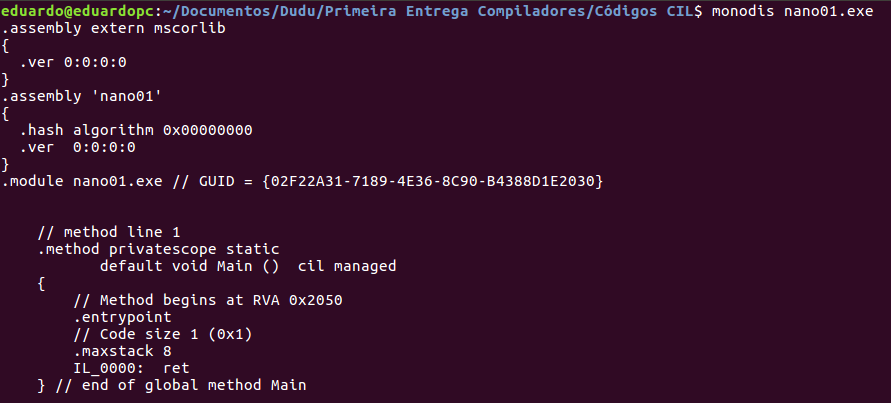 eduardo@eduardopc:~/Documentos/Dudu/Primeira Entrega Compiladores/Códigos CIL$ monodis nano01.exe
.assembly extern mscorlib
{
  .ver 0:0:0:0
}
.assembly 'nano01'
{
  .hash algorithm 0x00000000
  .ver  0:0:0:0
}
.module nano01.exe // GUID = {02F22A31-7189-4E36-8C90-B4388D1E2030}
    // method line 1
    .method privatescope static
           default void Main ()  cil managed
    {
        // Method begins at RVA 0x2050
        .entrypoint
        // Code size 1 (0x1)
        .maxstack 8
        IL_0000:  ret
    } // end of global method Main